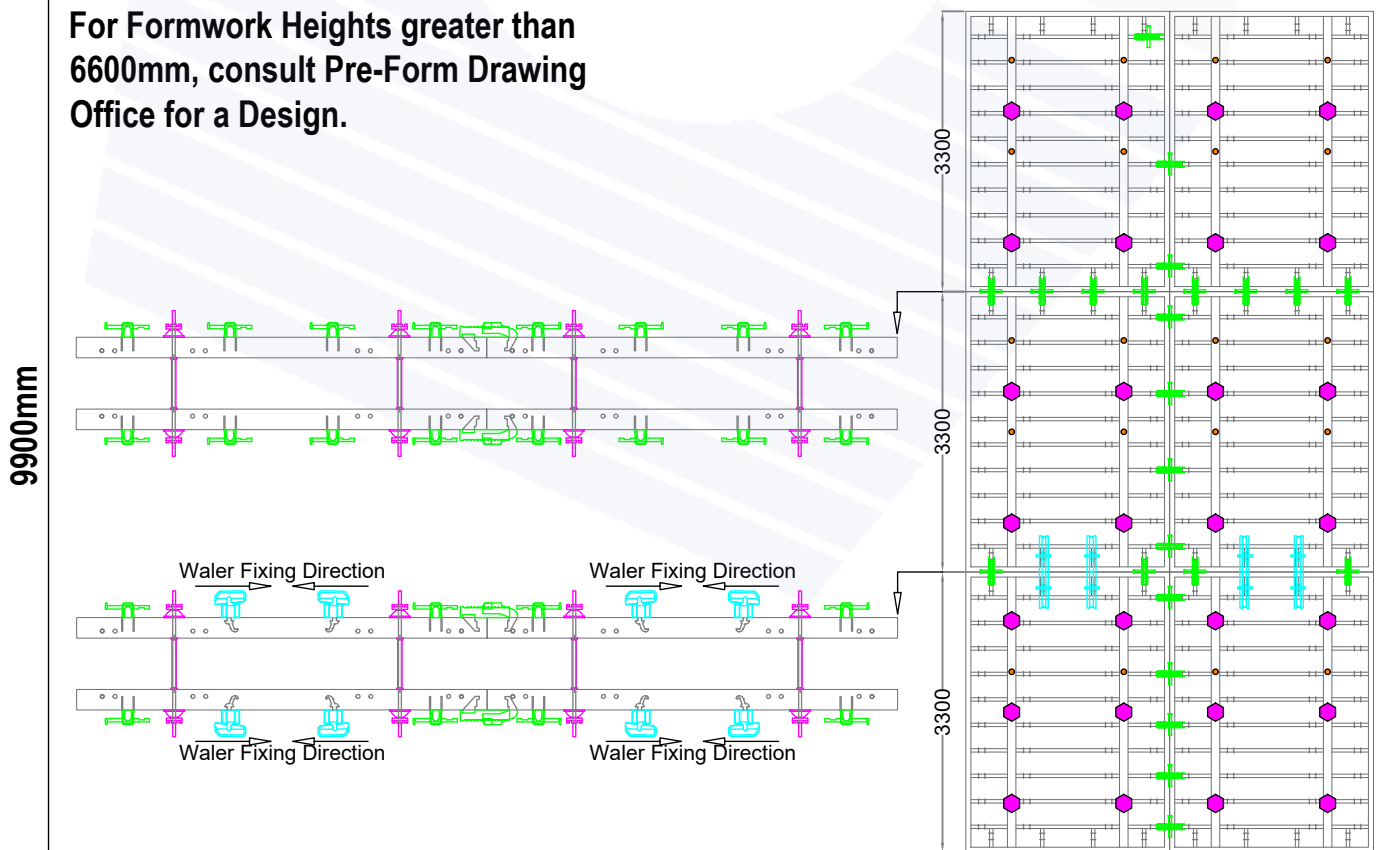 For Formwork Heights greater than
6600mm, consult Pre-Form Drawing
Office for a Design.
9900mm
3300
3300
3300
Waler Fixing Direction
Waler Fixing Direction
Waler Fixing Direction
Waler Fixing Direction